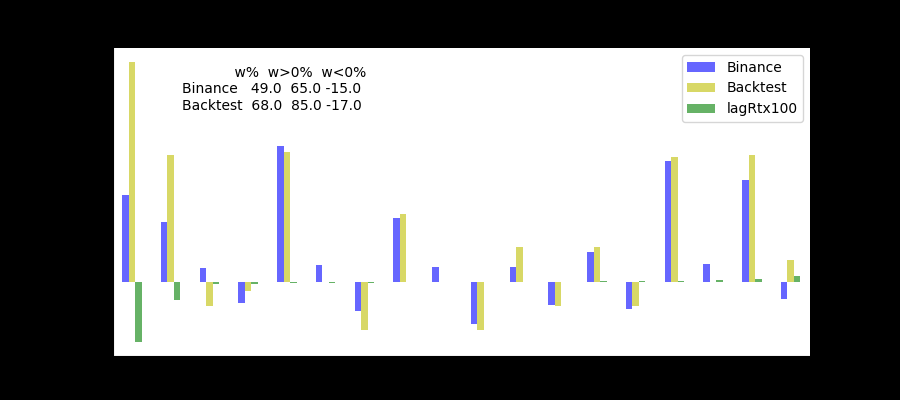 w% w>0% w<0%
Binance 49.0 65.0 -15.0
Backtest 68.0 85.0 -17.0
Binance
Backtest
lagRtx100